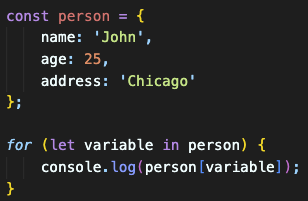 const person = {
    name: 'John',
    age: 25,
    address: 'Chicago'
};

for (let variable in person) {
    console.log(person[variable]);
}